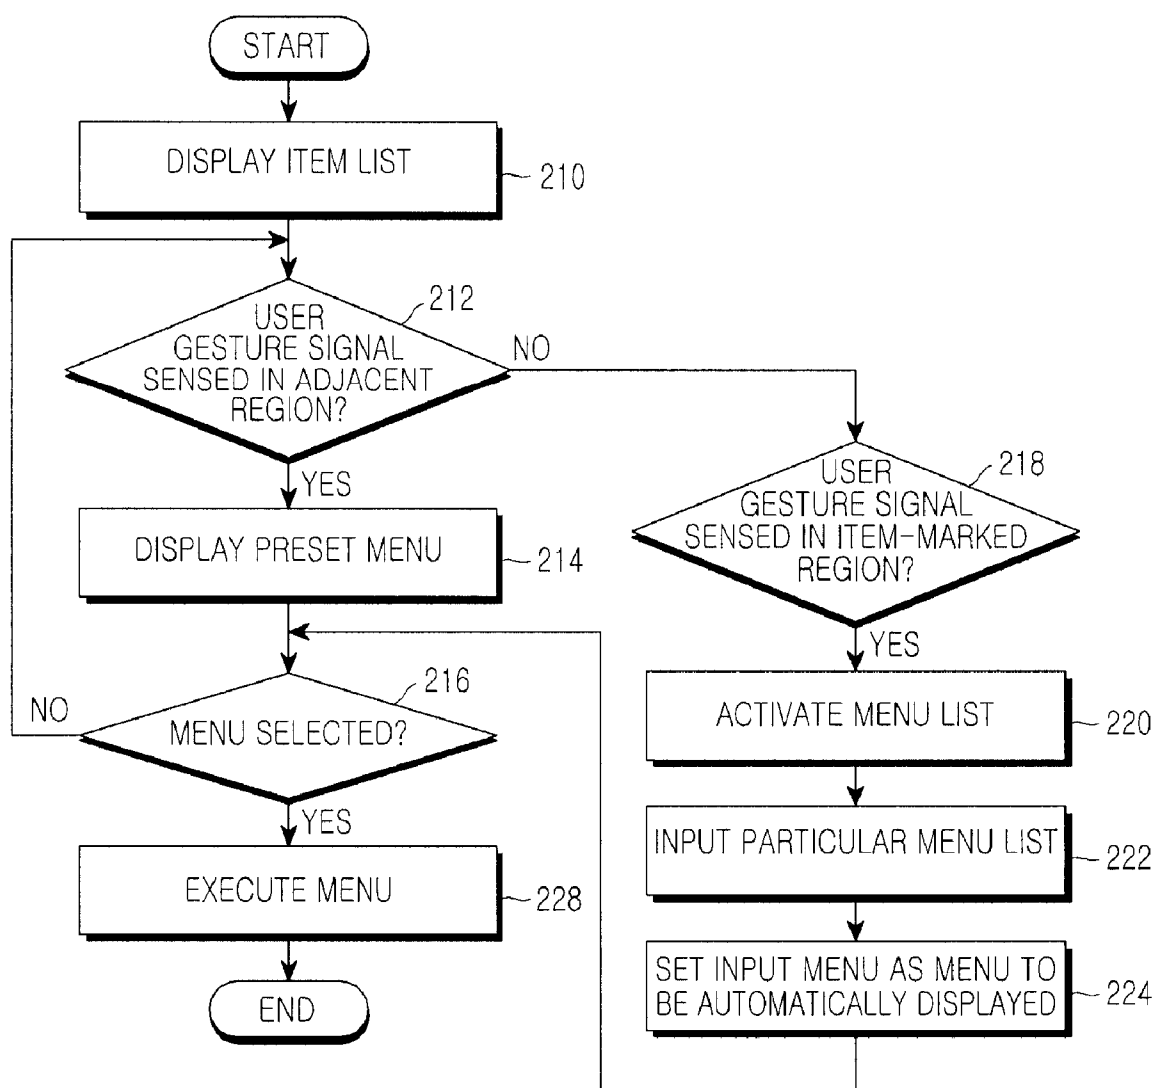 START
DISPLAY ITEM LIST
210
212
USER
GESTURE SIGNAL
SENSED IN ADJACENT
REGION?
NO
YES
DISPLAY PRESET MENU
214
218
USER
GESTURE SIGNAL
SENSED IN ITEM-MARKED
REGION?
YES
216
NO
MENU SELECTED?
YES
ACTIVATE MENU LIST
220
INPUT PARTICULAR MENU LIST
222
EXECUTE MENU
228
SET INPUT MENU AS MENU TO
BE AUTOMATICALLY DISPLAYED
224
END